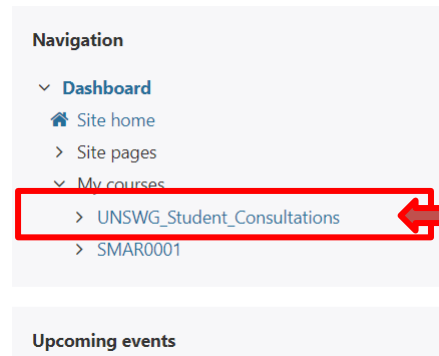 Navigation
Dashboard
Site home
Site pages
My courses
UNSWG_Student_Consultations
SMAR0001
Upcoming events